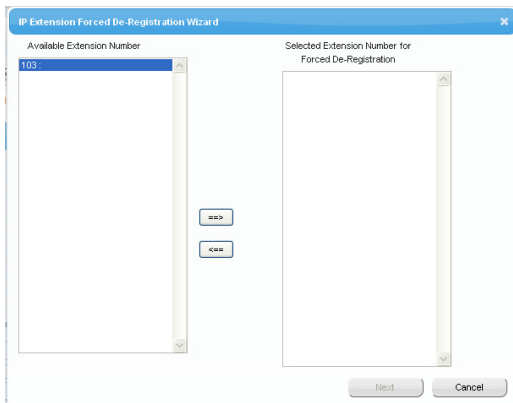 IP Extension Forced De-Registration Wizard
Available Extension Number
Selected Extension Number for
Forced De-Registration
103 :
==>
<==
Next
Cancel